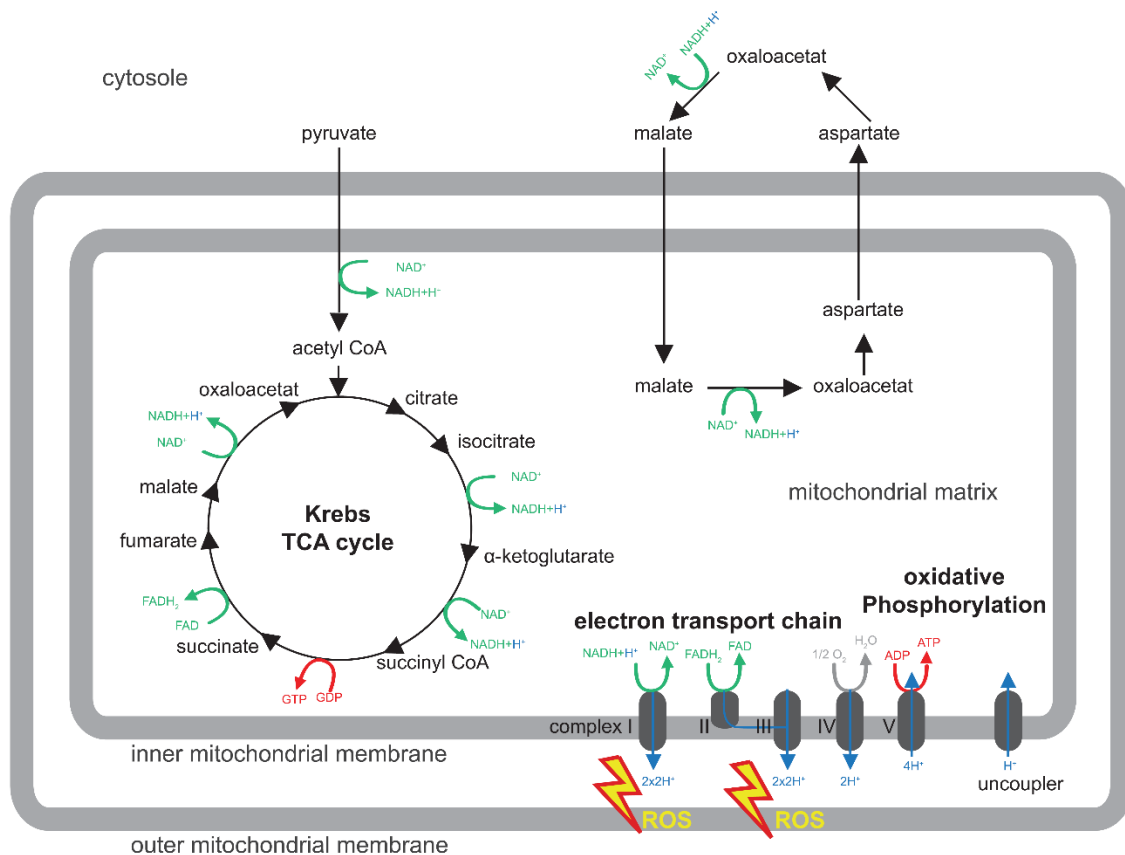 cytosole
pyruvate
NAD⁺
NADH+H⁺
oxaloacetat
malate
aspartate
NAD⁺
NADH+H⁻
acetyl CoA
oxaloacetat
citrate
isocitrate
NAD⁺
NADH+H⁺
α-ketoglutarate
NAD⁺
NADH+H⁺
succinyl CoA
GDP
GTP
succinate
FAD
FADH₂
fumarate
malate
NAD⁺
NADH+H⁺
Krebs
TCA cycle
aspartate
malate
oxaloacetat
NAD⁺
NADH+H⁺
mitochondrial matrix
electron transport chain
oxidative
Phosphorylation
NADH+H⁺
NAD⁺
FADH₂
FAD
1/2 O₂
H₂O
ADP
ATP
complex I
II
III
IV
V
2x2H⁺
2x2H⁺
2H⁺
4H⁺
H⁻
uncoupler
ROS
ROS
inner mitochondrial membrane
outer mitochondrial membrane